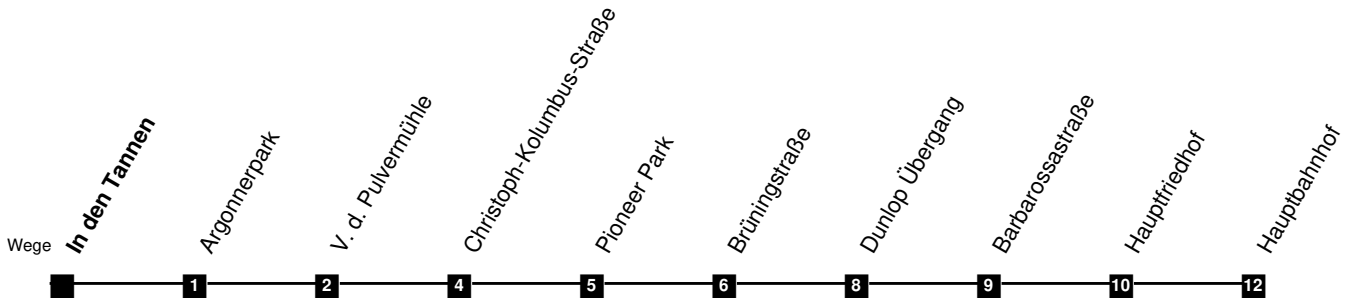 Wege
In den Tannen
Argonnerpark
V. d. Pulvermühle
Christoph-Kolumbus-Straße
Pioneer Park
Brüningstraße
Dunlop Übergang
Barbarossastraße
Hauptfriedhof
Hauptbahnhof
1 2 4 5 6 8 9 10 12